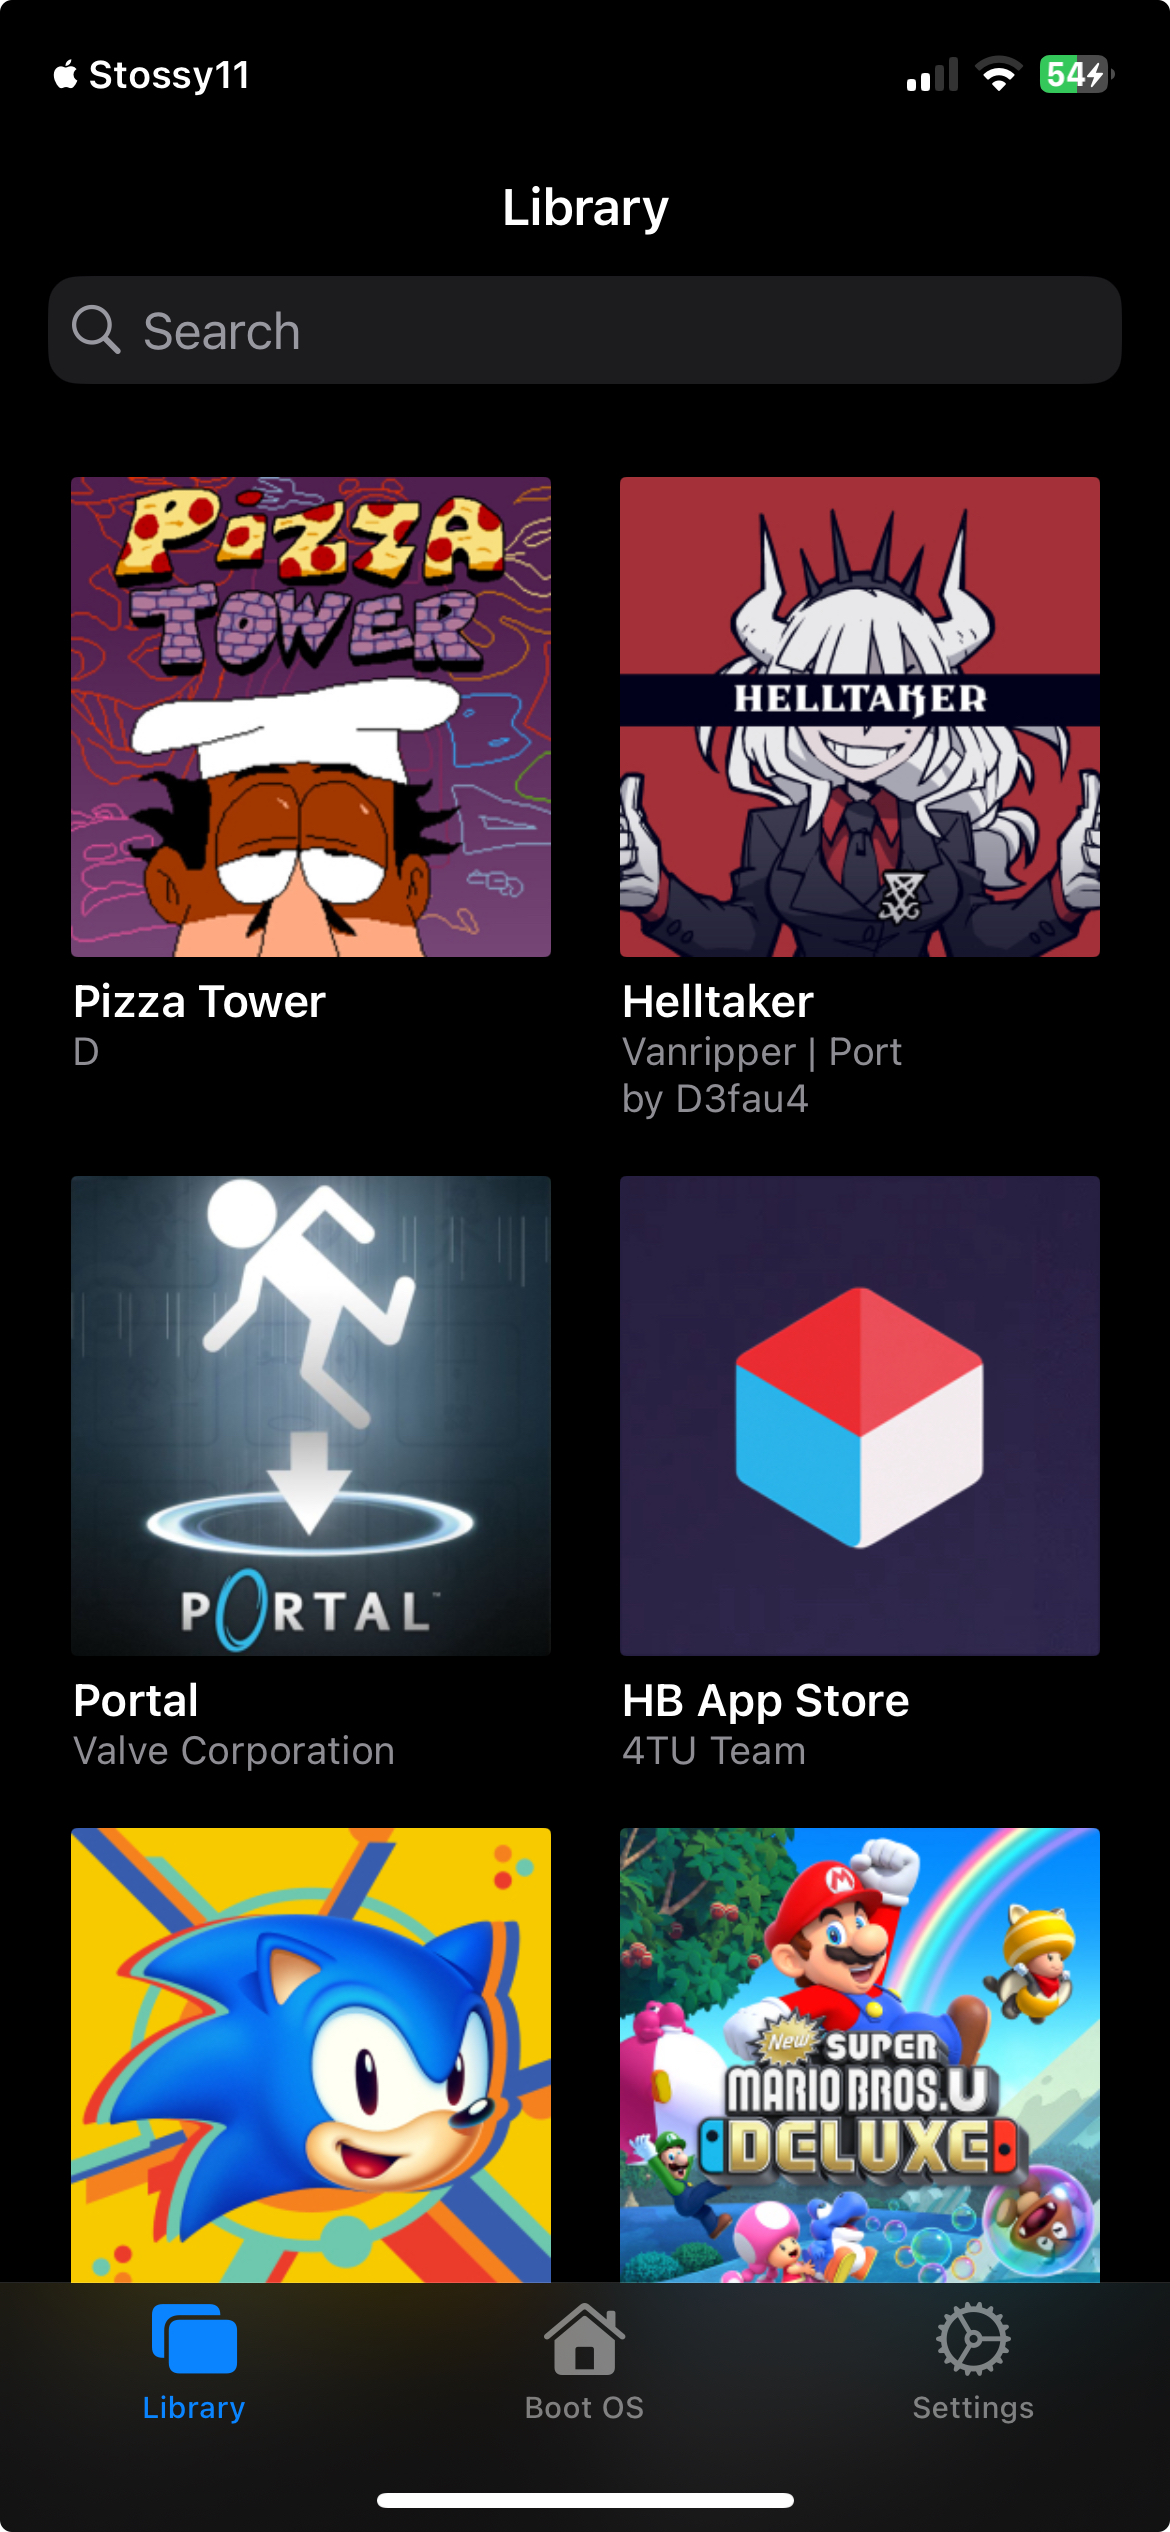 Stossy11
54
Library
Search
PIZZA
TOWER
HELLTAKER
Pizza Tower
D
Helltaker
Vanripper | Port
by D3fau4
PORTAL™
Portal
Valve Corporation
HB App Store
4TU Team
M
New SUPER
MARIO BROS. U
DELUXE
Library
Boot OS
Settings